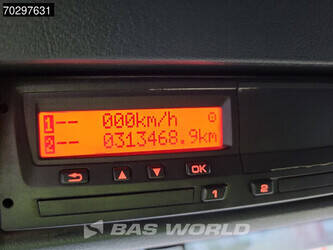 70297631
1 -- 000km/h
2 -- 0313468.9km
OK
1 2
BAS WORLD